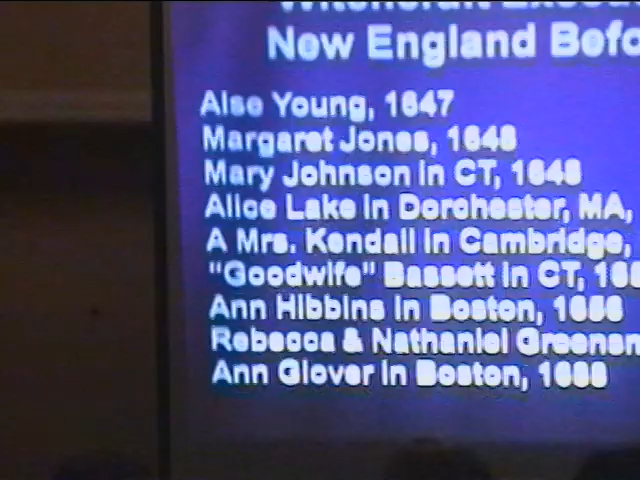 Witchcraft
New England Befo
Alse Young, 1647
Margaret Jones, 1648
Mary Johnson in CT, 1648
Alice Lake in Dorchester, MA,
A Mrs. Kendall in Cambridge,
"Goodwife" Bassett in CT,
Ann Hibbins in Boston, 1656
Rebecca & Nathaniel Greensm
Ann Glover in Boston, 1688